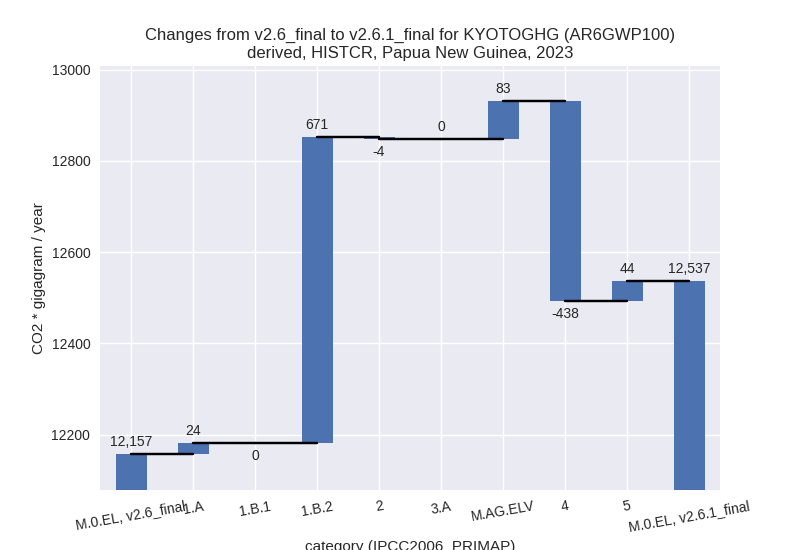 Changes from v2.6_final to v2.6.1_final for KYOTOGHG (AR6GWP100)
derived, HISTCR, Papua New Guinea, 2023
CO2 * gigagram / year
13000
12800
12600
12400
12200
12,157
24
0
671
-4
0
83
-438
44
12,537
M.0.EL, v2.6_final
1.A
1.B.1
1.B.2
2
3.A
M.AG.ELV
4
5
M.0.EL, v2.6.1_final
category (IPCC2006_PRIMAP)